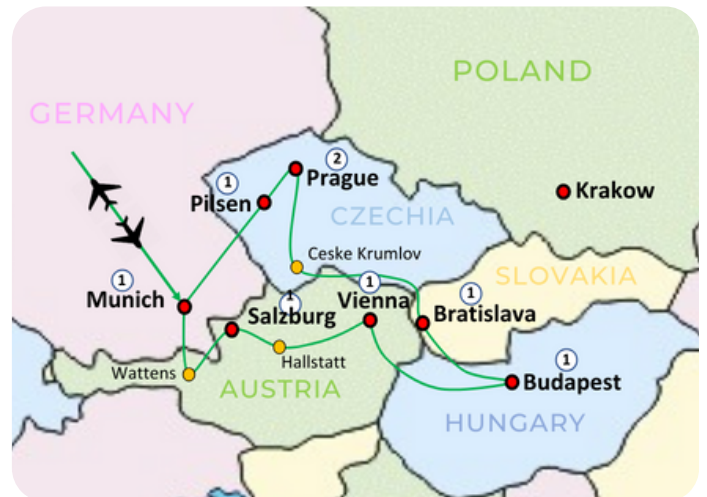 POLAND
GERMANY
2
Prague
1
Pilsen
Krakow
CZECHIA
Ceske Krumlov
SLOVAKIA
1
Munich
1
Salzburg
1
Vienna
1
Bratislava
Hallstatt
Wattens
AUSTRIA
1
Budapest
HUNGARY